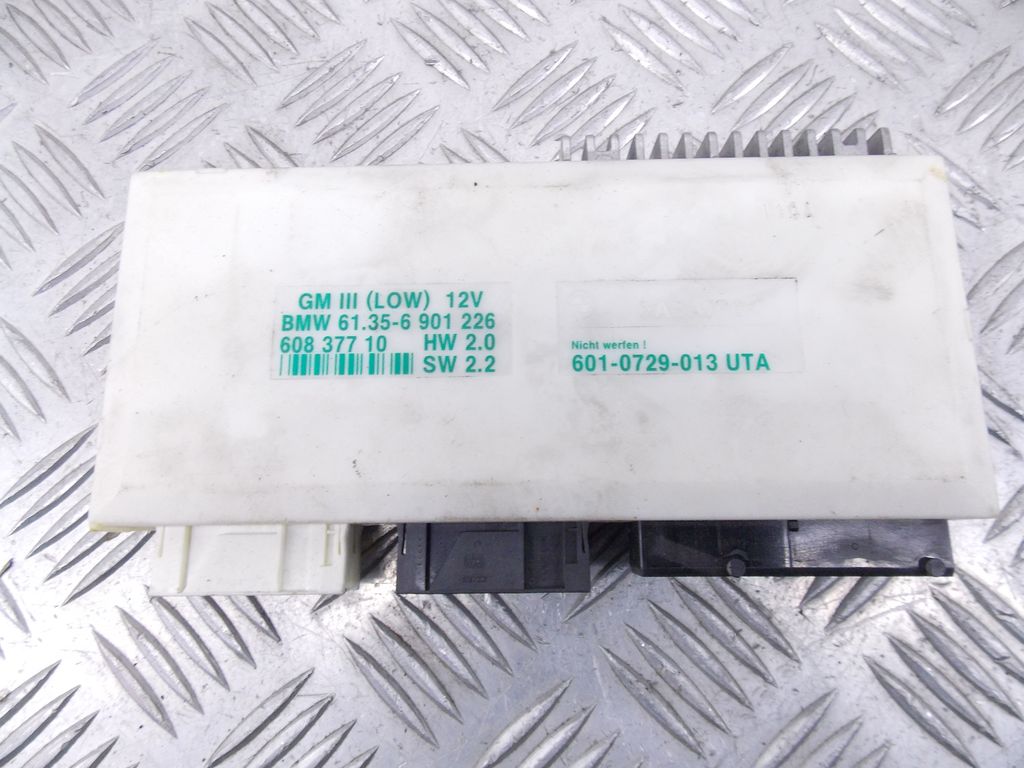 GM III (LOW) 12V
BMW 61.35-6 901 226
608 377 10 HW 2.0
SW 2.2
Nicht werfen !
601-0729-013 UTA